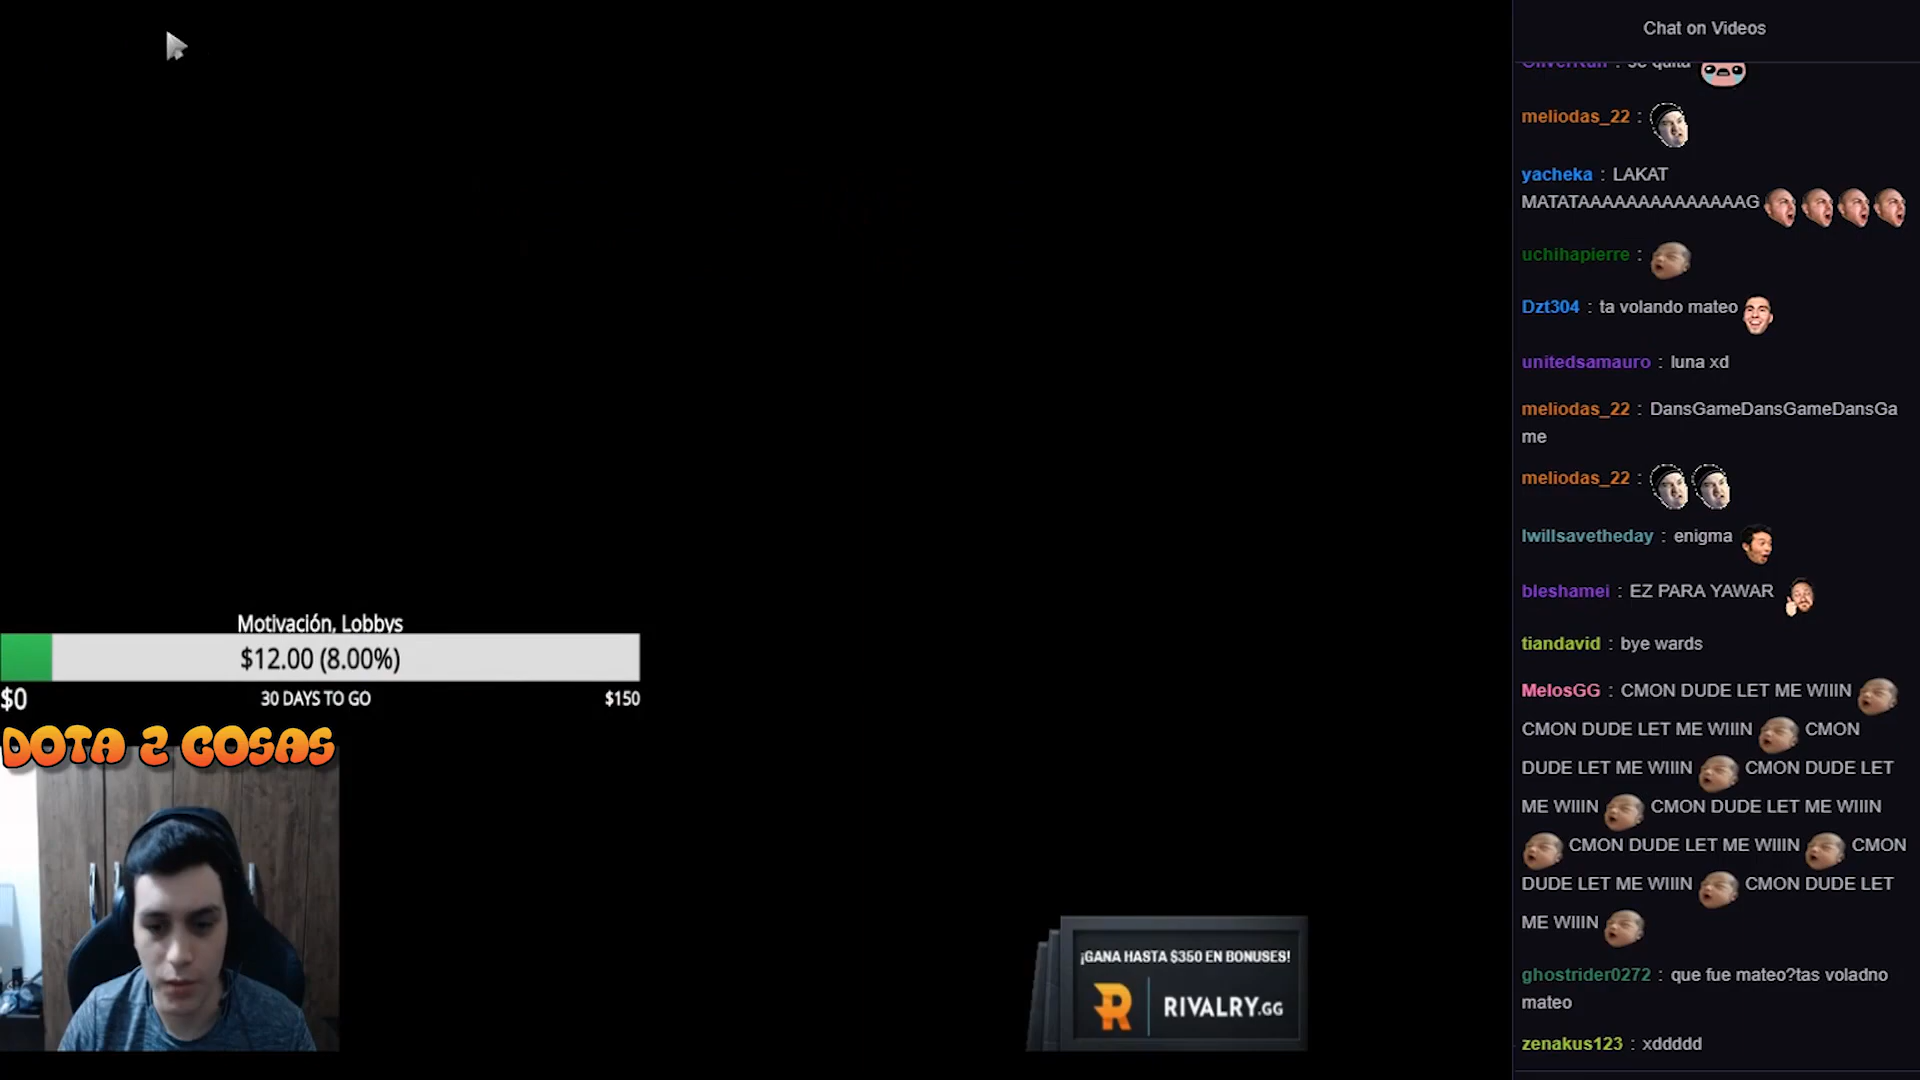 Chat on Videos
OliverRun : se quita
meliodas_22 :
yacheka : LAKAT
MATATAAAAAAAAAAAAAAG
uchihapierre :
Dzt304 : ta volando mateo
unitedsamauro : luna xd
meliodas_22 : DansGameDansGameDansGa
me
meliodas_22 :
Iwillsavetheday : enigma
bleshamei : EZ PARA YAWAR
tiandavid : bye wards
MelosGG : CMON DUDE LET ME WIIIN
CMON DUDE LET ME WIIIN CMON
DUDE LET ME WIIIN CMON DUDE LET
ME WIIIN CMON DUDE LET ME WIIIN
CMON DUDE LET ME WIIIN CMON
DUDE LET ME WIIIN CMON DUDE LET
ME WIIIN
ghostrider0272 : que fue mateo?tas voladno
mateo
zenakus123 : xddddd
Motivación, Lobbys
$12.00 (8.00%)
$0 30 DAYS TO GO $150
DOTA 2 COSAS
¡GANA HASTA $350 EN BONUSES!
R RIVALRY.GG